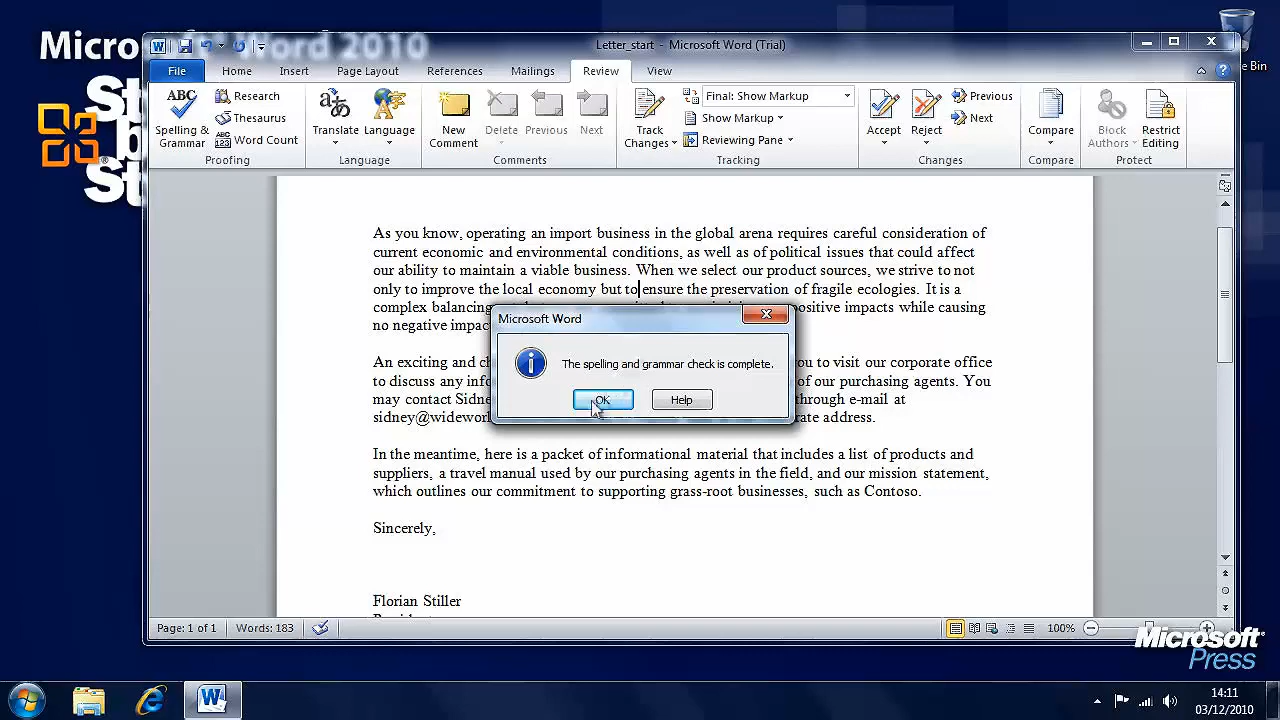 Microsoft Word 2010
Letter_start - Microsoft Word (Trial)
e Bin
File Home Insert Page Layout References Mailings Review View
ABC
Spelling & Grammar
Research
Thesaurus
ABC 123 Word Count
Proofing
Translate
Language
Language
New Comment
Delete
Previous
Next
Comments
Track Changes
Final: Show Markup
Show Markup
Reviewing Pane
Tracking
Accept
Reject
Previous
Next
Changes
Compare
Compare
Block Authors
Restrict Editing
Protect
As you know, operating an import business in the global arena requires careful consideration of
current economic and environmental conditions, as well as of political issues that could affect
our ability to maintain a viable business. When we select our product sources, we strive to not
only to improve the local economy but to ensure the preservation of fragile ecologies. It is a
complex balancing positive impacts while causing
no negative impac
An exciting and ch ou to visit our corporate office
to discuss any info of our purchasing agents. You
may contact Sidne through e-mail at
sidney@widework rate address.
Microsoft Word
The spelling and grammar check is complete.
OK Help
In the meantime, here is a packet of informational material that includes a list of products and
suppliers, a travel manual used by our purchasing agents in the field, and our mission statement,
which outlines our commitment to supporting grass-root businesses, such as Contoso.
Sincerely,
Florian Stiller
Page: 1 of 1 Words: 183 100%
Microsoft
Press
14:11
03/12/2010